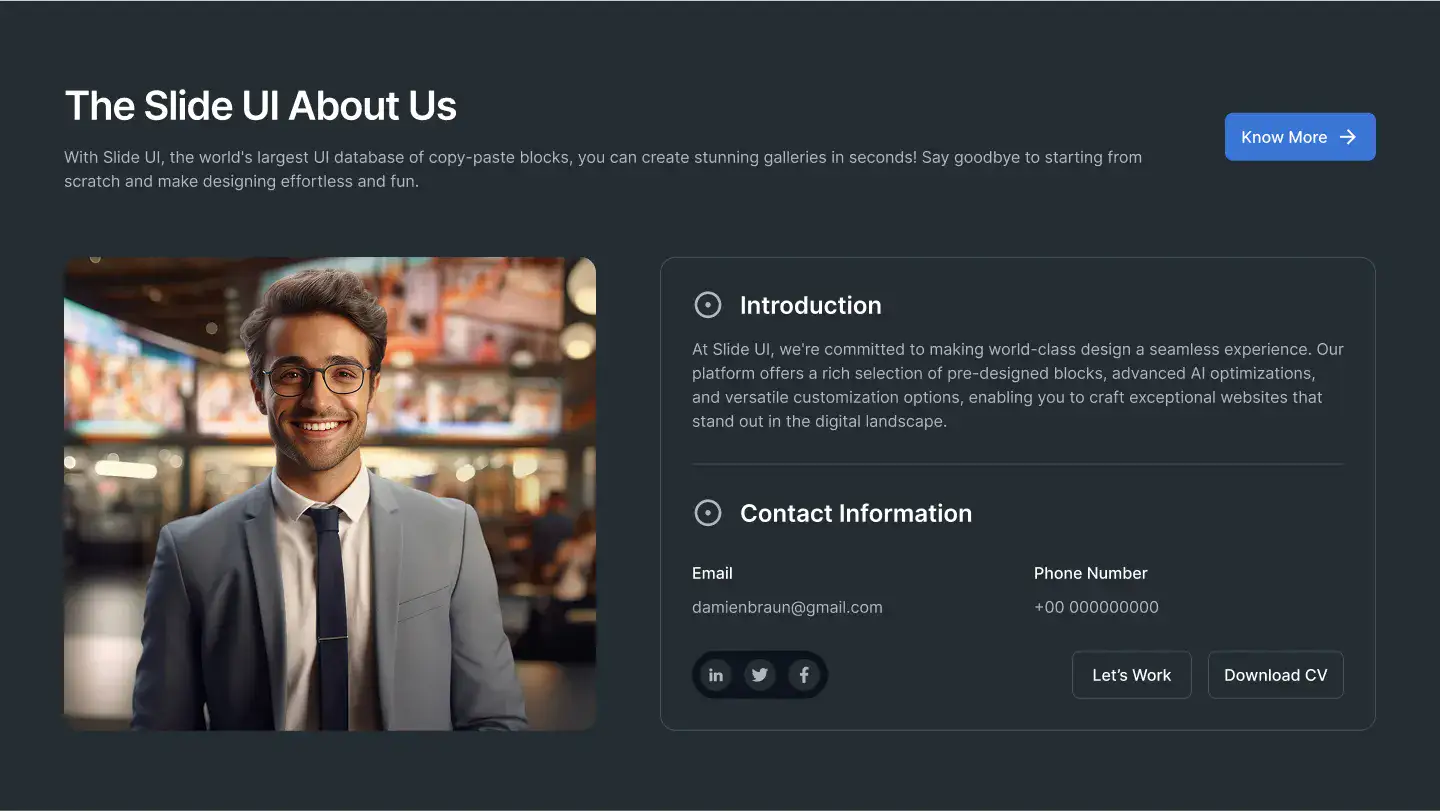 The Slide UI About Us
With Slide UI, the world's largest UI database of copy-paste blocks, you can create stunning galleries in seconds! Say goodbye to starting from
scratch and make designing effortless and fun.
Know More
Introduction
At Slide UI, we're committed to making world-class design a seamless experience. Our
platform offers a rich selection of pre-designed blocks, advanced AI optimizations,
and versatile customization options, enabling you to craft exceptional websites that
stand out in the digital landscape.
Contact Information
Email
damienbraun@gmail.com
Phone Number
+00 000000000
in
Let’s Work
Download CV